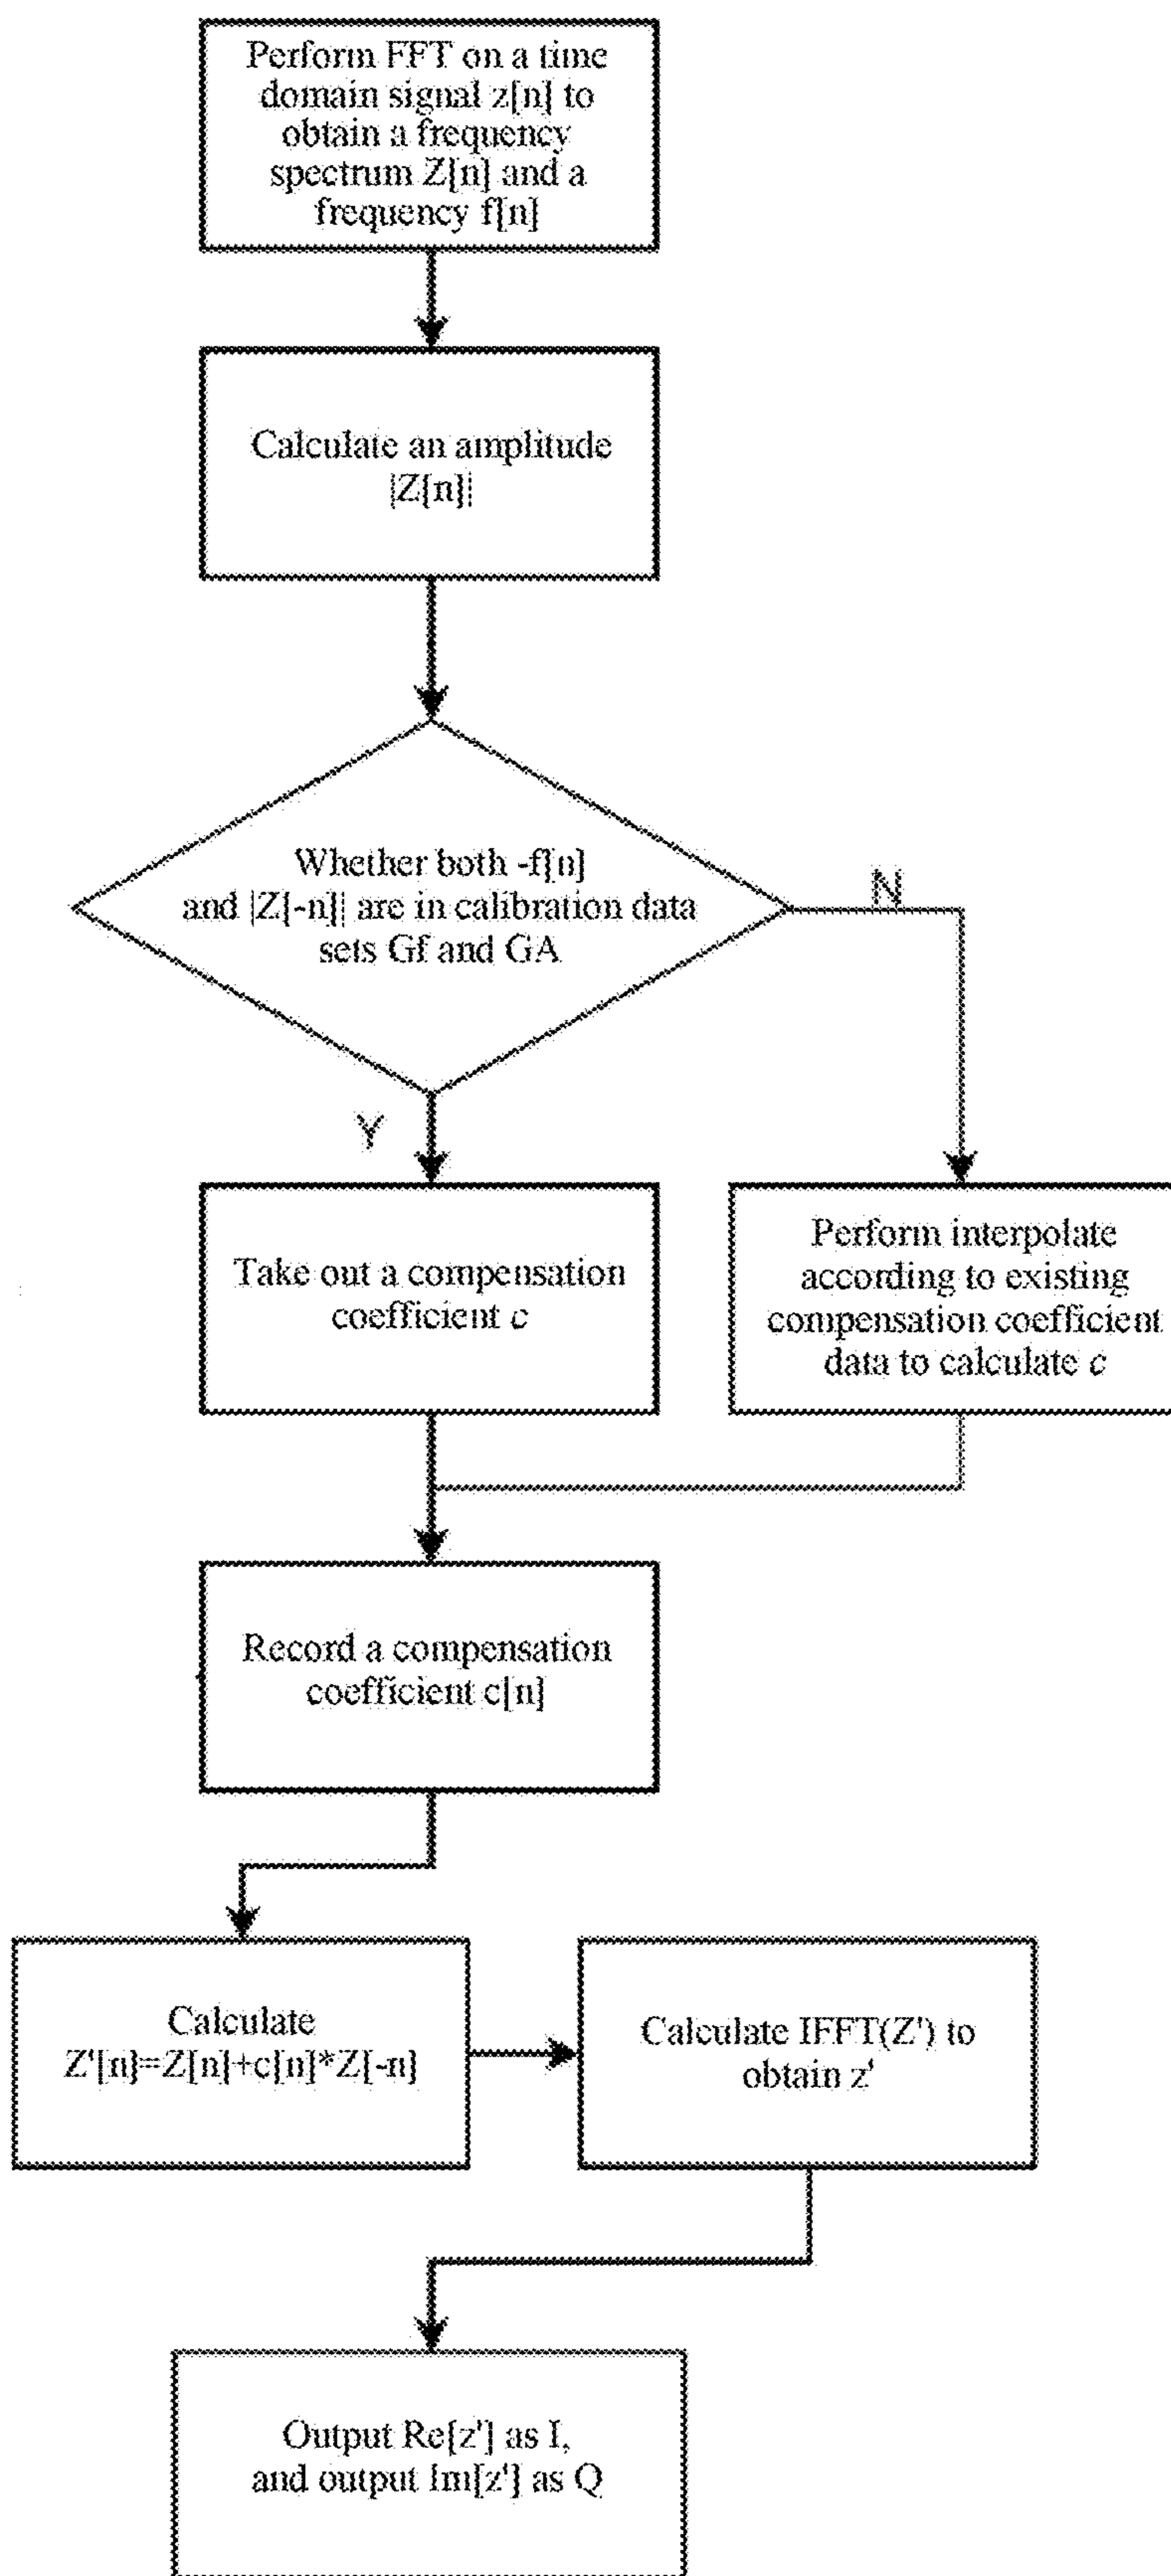 Perform FFT on a time
domain signal z[n] to
obtain a frequency
spectrum Z[n] and a
frequency f[n]
Calculate an amplitude
|Z[n]|
Whether both -f[n]
and |Z[-n]| are in calibration data
sets Gf and GA
N
Y
Take out a compensation
coefficient c
Perform interpolate
according to existing
compensation coefficient
data to calculate c
Record a compensation
coefficient c[n]
Calculate
Z'[n]=Z[n]+c[n]*Z[-n]
Calculate IFFT(Z') to
obtain z'
Output Re[z'] as I,
and output Im[z'] as Q